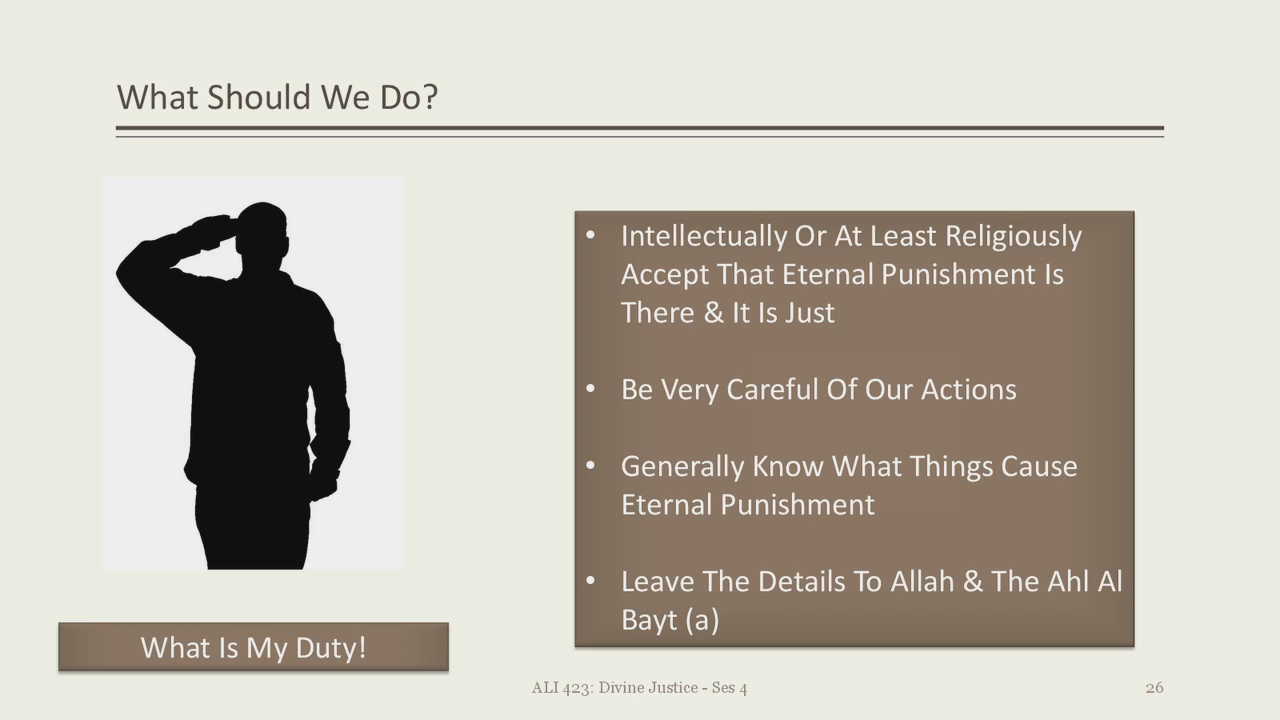 What Should We Do?
• Intellectually Or At Least Religiously
Accept That Eternal Punishment Is
There & It Is Just
• Be Very Careful Of Our Actions
• Generally Know What Things Cause
Eternal Punishment
• Leave The Details To Allah & The Ahl Al
Bayt (a)
What Is My Duty!
ALI 423: Divine Justice - Ses 4
26